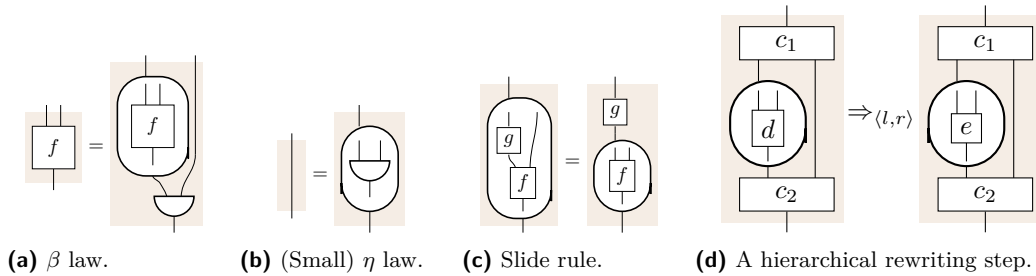 f = f
=
g f = g f
c₁ c₁
d ⇒⟨l,r⟩ e
c₂ c₂
(a) β law. (b) (Small) η law. (c) Slide rule. (d) A hierarchical rewriting step.